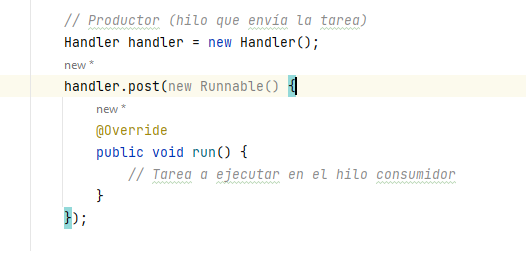 // Productor (hilo que envía la tarea)
Handler handler = new Handler();
new *
handler.post(new Runnable() {
new *
@Override
public void run() {
// Tarea a ejecutar en el hilo consumidor
}
});